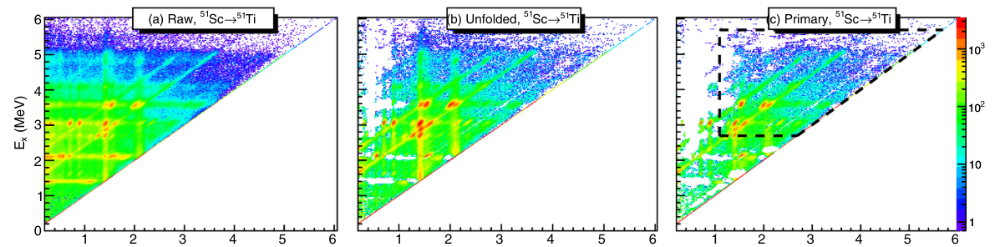 (a) Raw, ⁵¹Sc→⁵¹Ti
(b) Unfolded, ⁵¹Sc→⁵¹Ti
(c) Primary, ⁵¹Sc→⁵¹Ti
Eₓ (MeV)
6
5
4
3
2
1
0
1 2 3 4 5 6
1 2 3 4 5 6
1 2 3 4 5 6
10³
10²
10
1